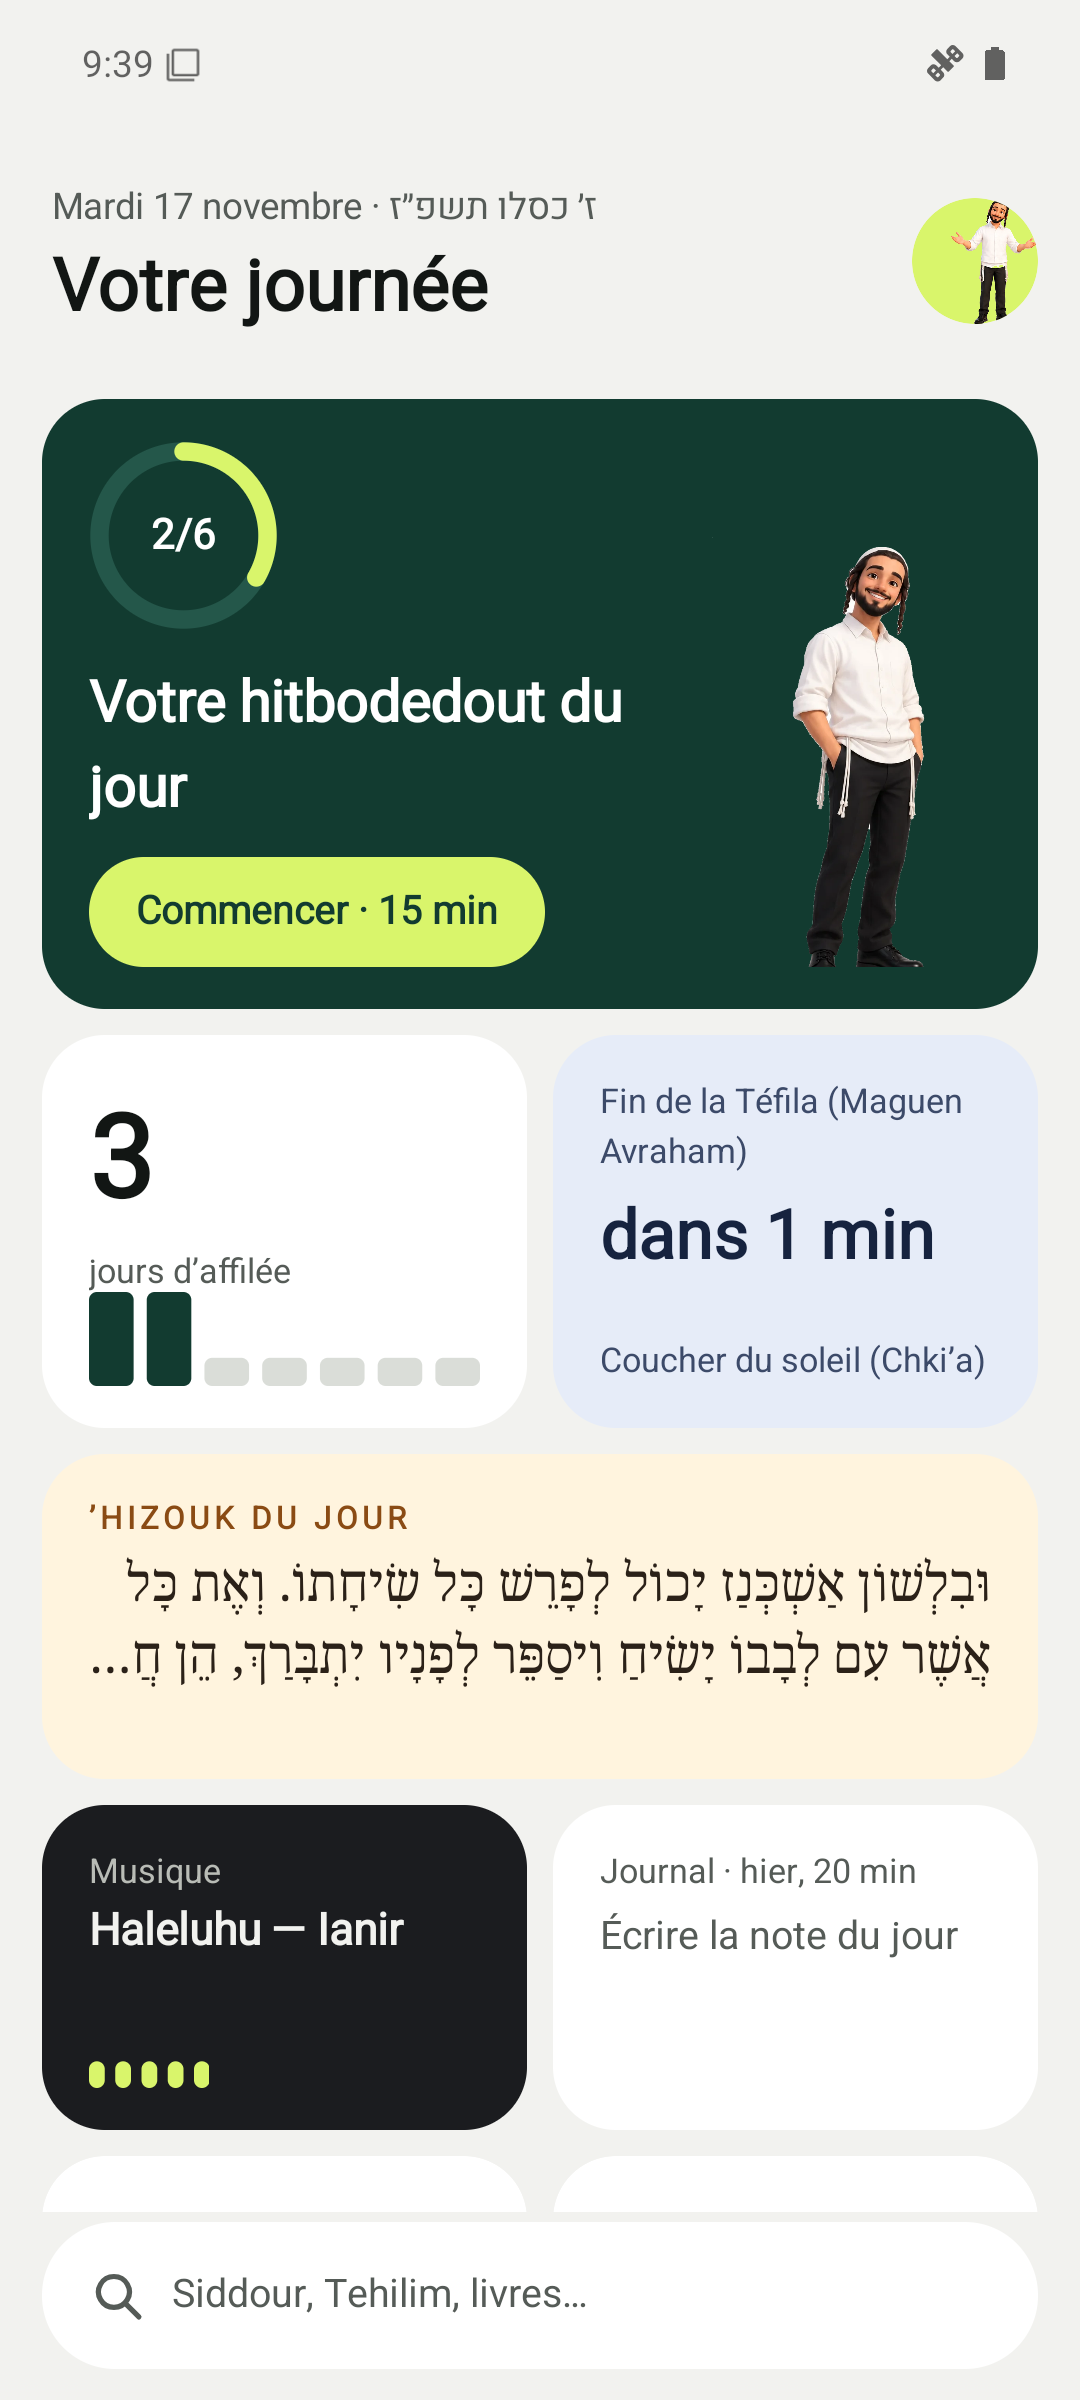 9:39
Mardi 17 novembre · ז׳ כסלו תשפ״ז
Votre journée
2/6
Votre hitbodedout du
jour
Commencer · 15 min
3
jours d’affilée
Fin de la Téfila (Maguen
Avraham)
dans 1 min
Coucher du soleil (Chki’a)
’HIZOUK DU JOUR
וּבִלְשׁוֹן אַשְׁכְּנַז יָכוֹל לְפָרֵשׁ כָּל שִׂיחָתוֹ. וְאֶת כָּל
אֲשֶׁר עִם לְבָבוֹ יָשִׂיחַ וִיסַפֵּר לְפָנָיו יִתְבָּרַךְ, הֵן חֲ...
Musique
Haleluhu — Ianir
Journal · hier, 20 min
Écrire la note du jour
Siddour, Tehilim, livres…